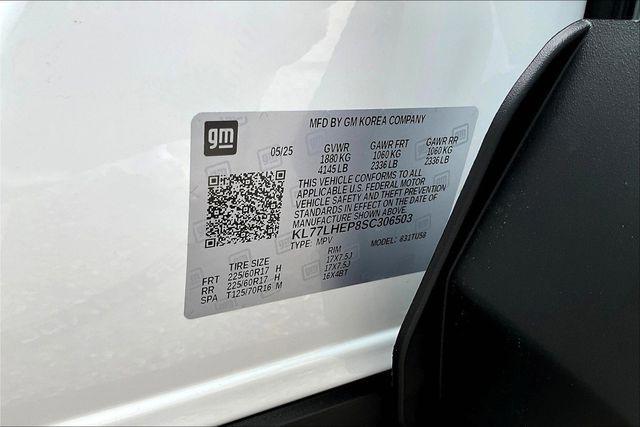 MFD BY GM KOREA COMPANY
gm
05/25 GVWR GAWR FRT GAWR RR
1880 KG 1060 KG 1060 KG
4145 LB 2336 LB 2336 LB
THIS VEHICLE CONFORMS TO ALL
APPLICABLE U.S. FEDERAL MOTOR
VEHICLE SAFETY AND THEFT PREVENTION
STANDARDS IN EFFECT ON THE DATE OF
MANUFACTURE SHOWN ABOVE.
KL77LHEP8SC306503
TYPE: MPV MODEL: 831TU58
TIRE SIZE RIM
FRT 225/60R17 H 17X7.5J
RR 225/60R17 H 17X7.5J
SPA T125/70R16 M 16X4BT